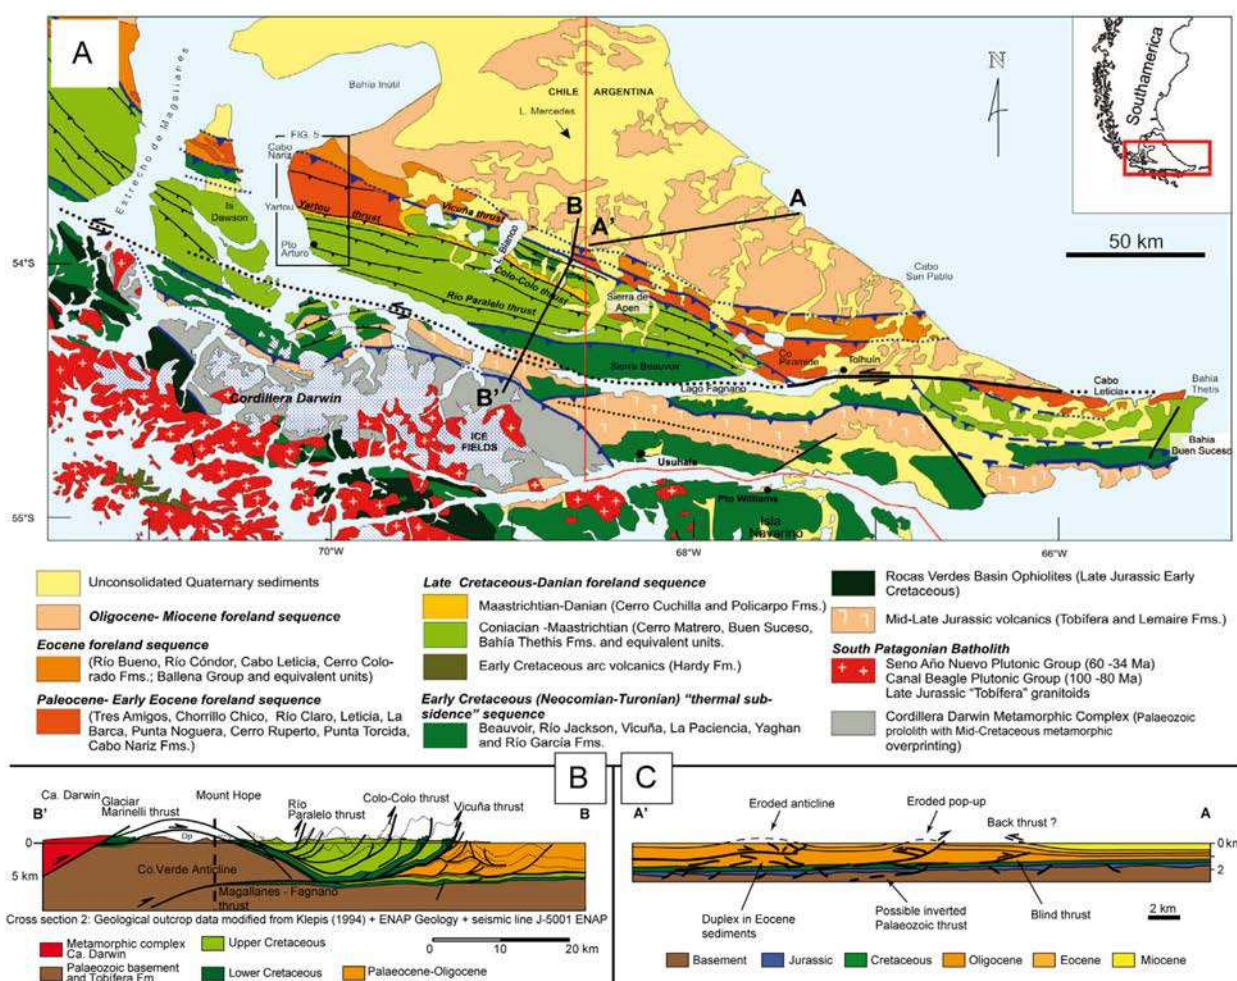 A
Estrecho de Magallanes
Bahía Inútil
CHILE
ARGENTINA
L. Mercedes
N
Southamerica
50 km
FIG. 5
Cabo
Nariz
Is
Dawson
Yartou
Yartou thrust
Vicuña thrust
L. Blanco
Pto
Arturo
Colo-Colo thrust
Río Paralelo thrust
B
A'
A
Cabo
San Pablo
Sierra de
Apen
54°S
Sierra Beauvoir
Co
Piramide
Tolhuín
Lago Fagnano
Cabo
Leticia
Bahía
Thetis
Cordillera Darwin
B'
ICE
FIELDS
Usuhaia
Bahia
Buen Suceso
Pto Williams
Isla
Navarino
55°S
70°W
68°W
66°W
Unconsolidated Quaternary sediments
Oligocene- Miocene foreland sequence
Eocene foreland sequence
(Río Bueno, Río Cóndor, Cabo Leticia, Cerro Colo-
rado Fms.; Ballena Group and equivalent units)
Paleocene- Early Eocene foreland sequence
(Tres Amigos, Chorrillo Chico, Río Claro, Leticia, La
Barca, Punta Noguera, Cerro Ruperto, Punta Torcida,
Cabo Nariz Fms.)
Late Cretaceous-Danian foreland sequence
Maastrichtian-Danian (Cerro Cuchilla and Policarpo Fms.)
Coniacian -Maastrichtian (Cerro Matrero, Buen Suceso,
Bahía Thethis Fms. and equivalent units.
Early Cretaceous arc volcanics (Hardy Fm.)
Early Cretaceous (Neocomian-Turonian) “thermal sub-
sidence” sequence
Beauvoir, Río Jackson, Vicuña, La Paciencia, Yaghan
and Río García Fms.
Rocas Verdes Basin Ophiolites (Late Jurassic Early
Cretaceous)
Mid-Late Jurassic volcanics (Tobífera and Lemaire Fms.)
South Patagonian Batholith
Seno Año Nuevo Plutonic Group (60 -34 Ma)
Canal Beagle Plutonic Group (100 -80 Ma)
Late Jurassic “Tobífera” granitoids
Cordillera Darwin Metamorphic Complex (Palaeozoic
prololith with Mid-Cretaceous metamorphic
overprinting)
B
Ca. Darwin
B'
Glaciar
Marinelli thrust
Mount Hope
Río
Paralelo thrust
Colo-Colo thrust
Vicuña thrust
B
0
5 km
Dp
Co.Verde Anticline
Magallanes - Fagnano
thrust
Cross section 2: Geological outcrop data modified from Klepis (1994) + ENAP Geology + seismic line J-5001 ENAP
Metamorphic complex
Ca. Darwin
Palaeozoic basement
and Tobífera Fm.
Upper Cretaceous
Lower Cretaceous
Palaeocene-Oligocene
0 10 20 km
C
A'
Eroded anticline
Eroded pop-up
Back thrust ?
A
0 km
2
Duplex in Eocene
sediments
Possible inverted
Palaeozoic thrust
Blind thrust
2 km
Basement
Jurassic
Cretaceous
Oligocene
Eocene
Miocene